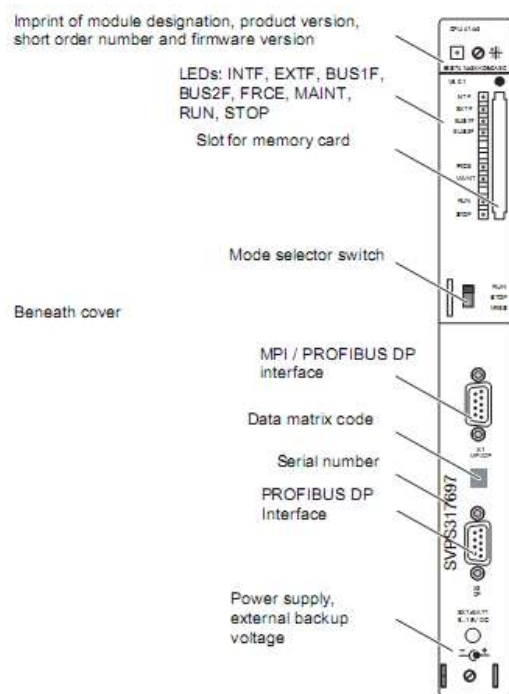 Imprint of module designation, product version,
short order number and firmware version
LEDs: INTF, EXTF, BUS1F,
BUS2F, FRCE, MAINT,
RUN, STOP
Slot for memory card
INTF
EXTF
BUS1F
BUS2F
FRCE
MAINT
RUN
STOP
Mode selector switch
RUN
STOP
Beneath cover
MPI / PROFIBUS DP
interface
X1
Data matrix code
Serial number
SVPS317697
PROFIBUS DP
Interface
Power supply,
external backup
voltage